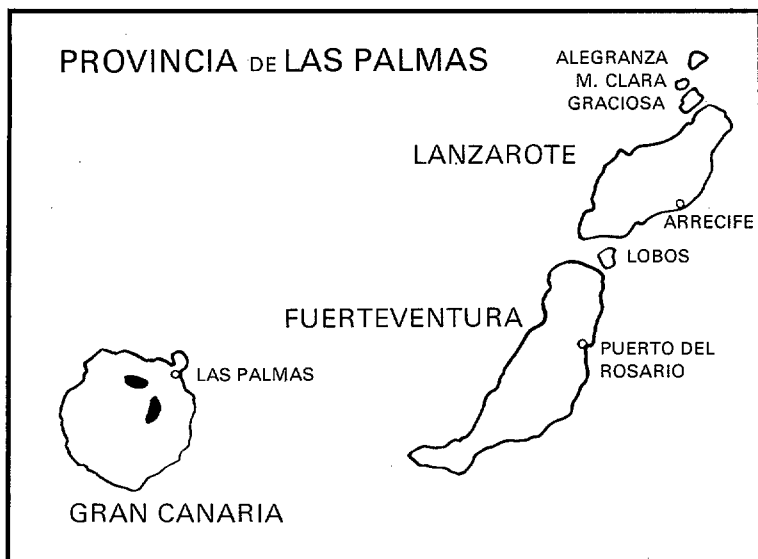 PROVINCIA DE LAS PALMAS
ALEGRANZA
M. CLARA
GRACIOSA
LANZAROTE
ARRECIFE
LOBOS
FUERTEVENTURA
PUERTO DEL
ROSARIO
LAS PALMAS
GRAN CANARIA